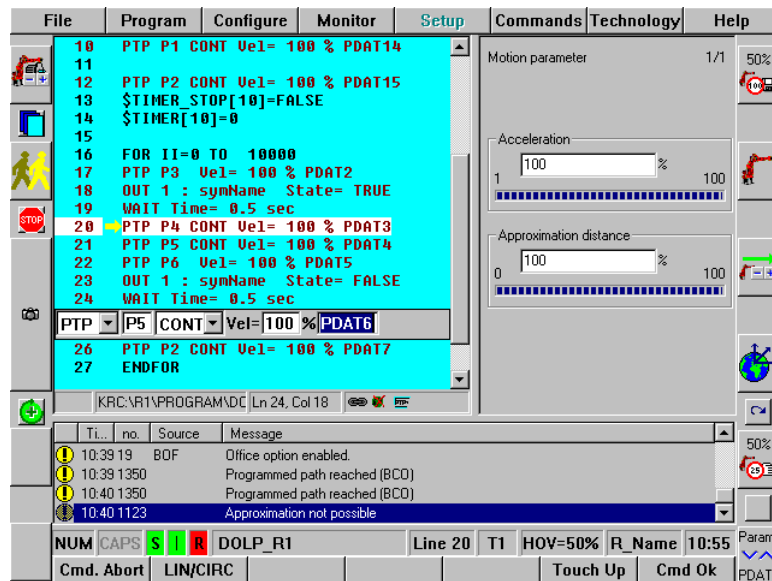 File Program Configure Monitor Setup Commands Technology Help
10 PTP P1 CONT Vel= 100 % PDAT14
11
12 PTP P2 CONT Vel= 100 % PDAT15
13 $TIMER_STOP[10]=FALSE
14 $TIMER[10]=0
15
16 FOR II=0 TO 10000
17 PTP P3 Vel= 100 % PDAT2
18 OUT 1 : symName State= TRUE
19 WAIT Time= 0.5 sec
20 PTP P4 CONT Vel= 100 % PDAT3
21 PTP P5 CONT Vel= 100 % PDAT4
22 PTP P6 Vel= 100 % PDAT5
23 OUT 1 : symName State= FALSE
24 WAIT Time= 0.5 sec
PTP P5 CONT Vel= 100 % PDAT6
26 PTP P2 CONT Vel= 100 % PDAT7
27 ENDFOR
KRC:\R1\PROGRAM\DO Ln 24, Col 18
Motion parameter 1/1
Acceleration
100 %
1 100
Approximation distance
100 %
0 100
STOP
50%
100
Ti... no. Source Message
10:39 19 BOF Office option enabled.
10:39 1350 Programmed path reached (BCO)
10:40 1350 Programmed path reached (BCO)
10:40 1123 Approximation not possible
50%
25
NUM CAPS S I R DOLP_R1 Line 20 T1 HOV=50% R_Name 10:55
Param
PDAT
Cmd. Abort LIN/CIRC Touch Up Cmd Ok